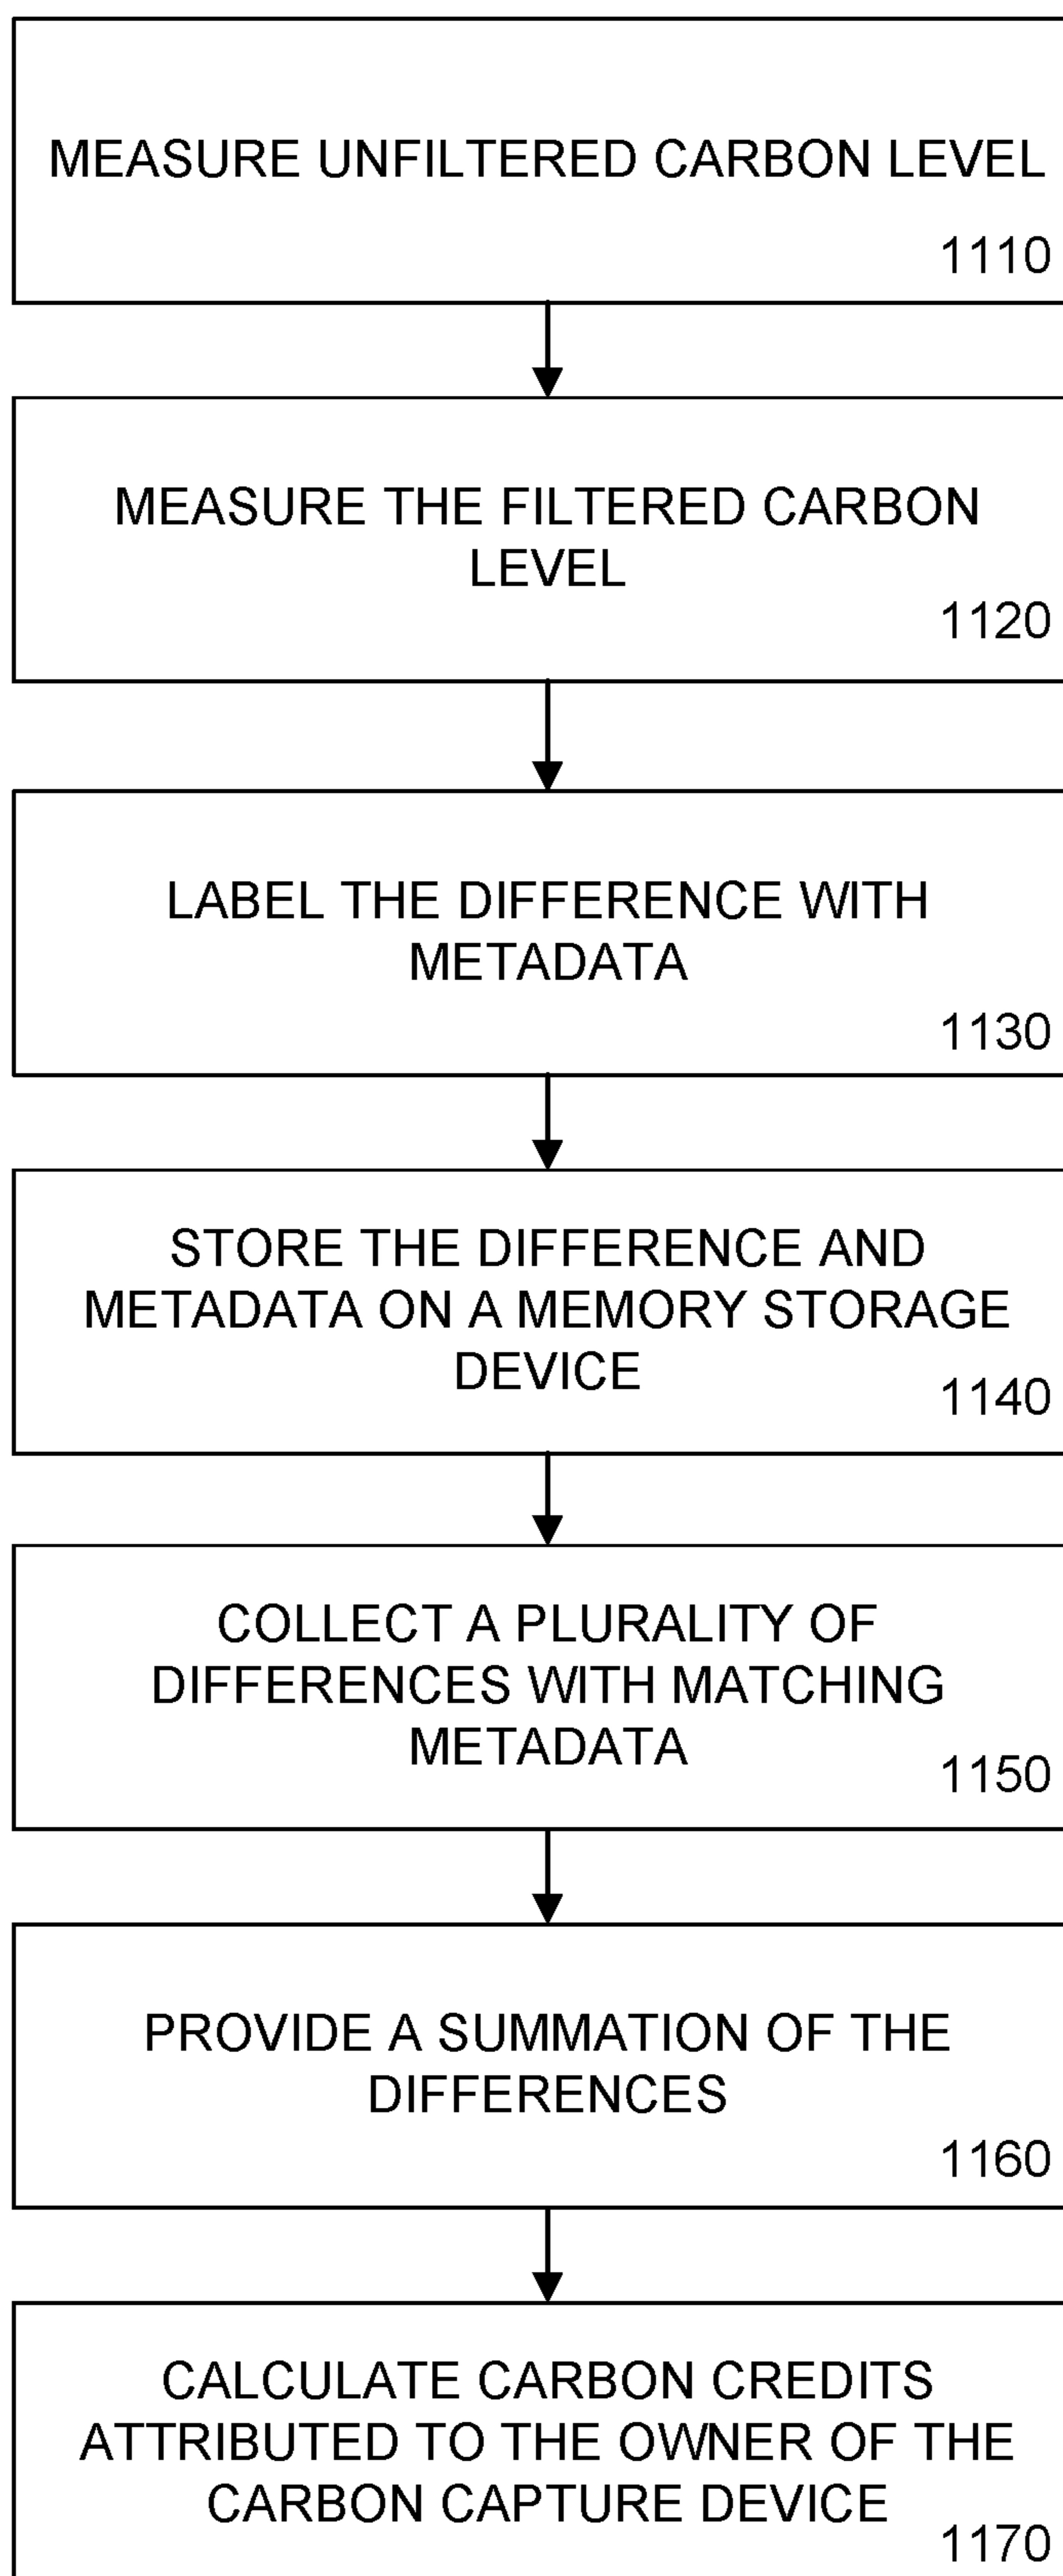 MEASURE UNFILTERED CARBON LEVEL
1110
MEASURE THE FILTERED CARBON
LEVEL
1120
LABEL THE DIFFERENCE WITH
METADATA
1130
STORE THE DIFFERENCE AND
METADATA ON A MEMORY STORAGE
DEVICE
1140
COLLECT A PLURALITY OF
DIFFERENCES WITH MATCHING
METADATA
1150
PROVIDE A SUMMATION OF THE
DIFFERENCES
1160
CALCULATE CARBON CREDITS
ATTRIBUTED TO THE OWNER OF THE
CARBON CAPTURE DEVICE
1170